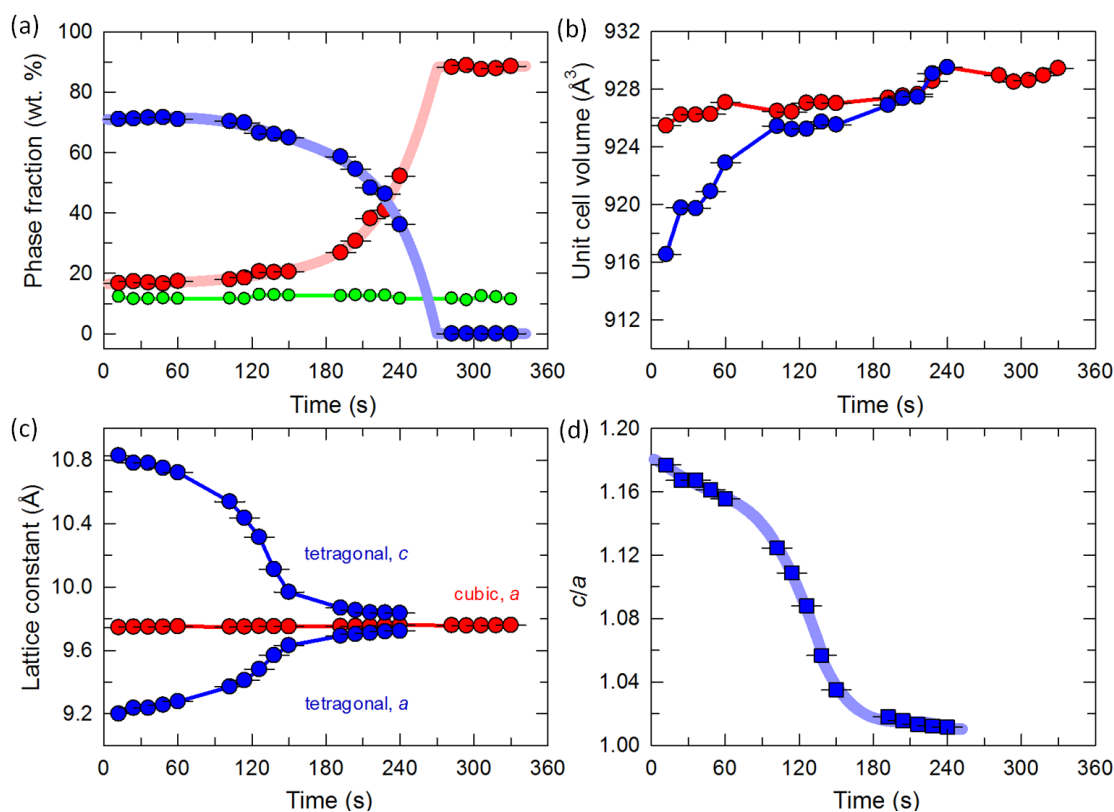 (a)
Phase fraction (wt. %)
100
80
60
40
20
0
0 60 120 180 240 300 360
Time (s)
(b)
Unit cell volume (Å³)
932
928
924
920
916
912
0 60 120 180 240 300 360
Time (s)
(c)
Lattice constant (Å)
10.8
10.4
10.0
9.6
9.2
tetragonal, c
cubic, a
tetragonal, a
0 60 120 180 240 300 360
Time (s)
(d)
c/a
1.20
1.16
1.12
1.08
1.04
1.00
0 60 120 180 240 300 360
Time (s)